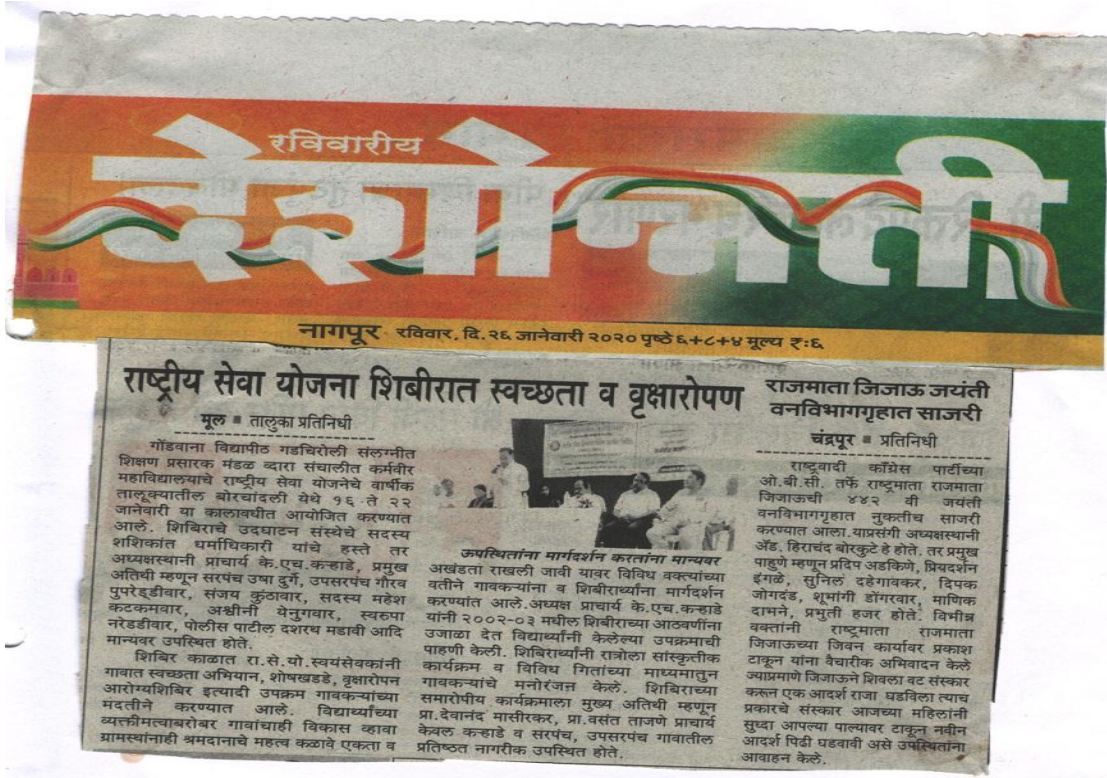 रविवारीय
देशोन्नती
नागपूर रविवार, दि. २६ जानेवारी २०२० पृष्ठे ६+८+४ मूल्य ₹:६
राष्ट्रीय सेवा योजना शिबीरात स्वच्छता व वृक्षारोपण
मूल ■ तालुका प्रतिनिधी
गोंडवाना विद्यापीठ गडचिरोली संलग्नीत
शिक्षण प्रसारक मंडळ व्दारा संचालीत कर्मवीर
महाविद्यालयाचे राष्ट्रीय सेवा योजनेचे वार्षीक
तालूक्यातील बोरचांदली येथे १६ ते २२
जानेवारी या कालावधीत आयोजित करण्यात
आले. शिबिराचे उदघाटन संस्थेचे सदस्य
शशिकांत धर्माधिकारी यांचे हस्ते तर
अध्यक्षस्थानी प्राचार्य के.एच.कऱ्हाडे, प्रमुख
अतिथी म्हणून सरपंच उषा दुर्गे, उपसरपंच गौरव
पुपरेड्डीवार, संजय कुंठावार, सदस्य महेश
कटकमवार, अश्वीनी येनुगवार, स्वरुपा
नरेडडीवार, पोलीस पाटील दशरथ मडावी आदि
मान्यवर उपस्थित होते.
शिबिर काळात रा.से.यो.स्वयंसेवकांनी
गावात स्वच्छता अभियान, शोषखडडे, वृक्षारोपन
आरोग्यशिबिर इत्यादी उपक्रम गावकऱ्यांच्या
मदतीने करण्यात आले. विद्यार्थ्यांच्या
व्यक्तीमत्वाबरोबर गावांचाही विकास व्हावा
ग्रामस्थांनाही श्रमदानाचे महत्व कळावे एकता व
ऊपस्थितांना मार्गदर्शन करतांना मान्यवर
अखंडता राखली जावी यावर विविध वक्त्यांच्या
वतीने गावकऱ्यांना व शिबीरार्थ्यांना मार्गदर्शन
करण्यांत आले.अध्यक्ष प्राचार्य के.एच.कऱ्हाडे
यांनी २००२-०३ मधील शिबीराच्या आठवणींना
उजाळा देत विद्यार्थ्यांनी केलेल्या उपक्रमाची
पाहणी केली. शिबिरार्थ्यांनी रात्रोला सांस्कृतीक
कार्यक्रम व विविध गितांच्या माध्यमातुन
गावकऱ्यांचे मनोरंजन केले. शिबिराच्या
समारोपीय कार्यक्रमाला मुख्य अतिथी म्हणून
प्रा.देवानंद मासीरकर, प्रा.वसंत ताजणे प्राचार्य
केवल कऱ्हाडे व सरपंच, उपसरपंच गावातील
प्रतिष्ठत नागरीक उपस्थित होते.
राजमाता जिजाऊ जयंती
वनविभागगृहात साजरी
चंद्रपूर ■ प्रतिनिधी
राष्ट्रवादी काँग्रेस पार्टीच्या
ओ.बी.सी. तर्फे राष्ट्रमाता राजमाता
जिजाऊची ४४२ वी जयंती
वनविभागगृहात नुकतीच साजरी
करण्यात आला.याप्रसंगी अध्यक्षस्थानी
ॲड. हिराचंद बोरकुटे हे होते. तर प्रमुख
पाहुणे म्हणून प्रदिप अडकिणे, प्रियदर्शन
इंगळे, सुनिल दहेगावकर, दिपक
जोगदंड, शूभांगी डोंगरवार, माणिक
दामने, प्रभुती हजर होते. विभीन्न
वक्तांनी राष्ट्रमाता राजमाता
जिजाऊच्या जिवन कार्यावर प्रकाश
टाकून यांना वैचारीक अभिवादन केले
ज्याप्रमाणे जिजाऊने शिवला वट संस्कार
करून एक आदर्श राजा घडविला त्याच
प्रकारचे संस्कार आजच्या महिलांनी
सुध्दा आपल्या पाल्यावर टाकून नवीन
आदर्श पिढी घडवावी असे उपस्थितांना
आवाहन केले.